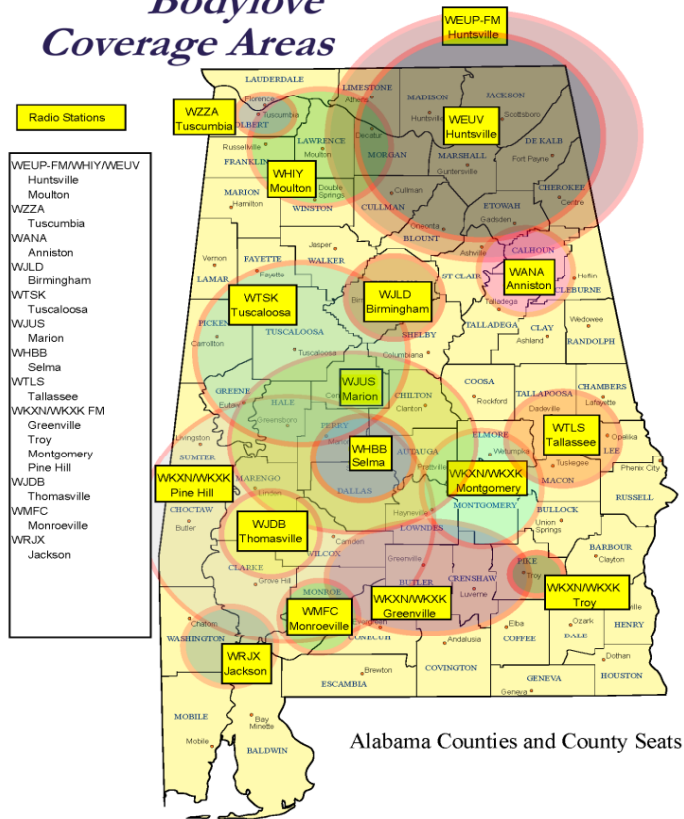 Bodylove
Coverage Areas
Radio Stations
WEUP-FM/WHIY/WEUV
Huntsville
Moulton
WZZA
Tuscumbia
WANA
Anniston
WJLD
Birmingham
WTSK
Tuscaloosa
WJUS
Marion
WHBB
Selma
WTLS
Tallassee
WKXN/WKXK FM
Greenville
Troy
Montgomery
Pine Hill
WJDB
Thomasville
WMFC
Monroeville
WRJX
Jackson
WEUP-FM
Huntsville
LAUDERDALE
Florence
LIMESTONE
Athens
MADISON
Huntsville
JACKSON
Scottsboro
WZZA
Tuscumbia
Tuscumbia
OLBERT
WEUV
Huntsville
Russellville
FRANKLIN
LAWRENCE
Moulton
Decatur
MORGAN
MARSHALL
Guntersville
DE KALB
Fort Payne
WHIY
Moulton
Double
Springs
MARION
Hamilton
WINSTON
Cullman
CULLMAN
CHEROKEE
Centre
ETOWAH
Gadsden
Oneonta
BLOUNT
Vernon
LAMAR
FAYETTE
Fayette
Jasper
WALKER
Ashville
ST CLAIR
CALHOUN
WANA
Anniston
Heflin
CLEBURNE
Talladega
TALLADEGA
WTSK
Tuscaloosa
WJLD
Birmingham
PICKEN
Carrollton
TUSCALOOSA
Tuscaloosa
SHELBY
Columbiana
CLAY
Ashland
Wedowee
RANDOLPH
WJUS
Marion
GREENE
Eutaw
HALE
Greensboro
CHILTON
Clanton
COOSA
Rockford
TALLAPOOSA
Dadeville
CHAMBERS
Lafayette
PERRY
Marion
WHBB
Selma
AUTAUGA
Prattville
ELMORE
Wetumpka
WTLS
Tallassee
Opelika
LEE
Tuskegee
MACON
Phenix City
Livingston
SUMTER
WKXN/WKXK
Pine Hill
MARENGO
Linden
DALLAS
WKXN/WKXK
Montgomery
MONTGOMERY
RUSSELL
CHOCTAW
Butler
WJDB
Thomasville
Camden
WILCOX
Hayneville
LOWNDES
BULLOCK
Union
Springs
BARBOUR
Clayton
CLARKE
Grove Hill
Greenville
BUTLER
CRENSHAW
Luverne
PIKE
Troy
WKXN/WKXK
Troy
WKXN/WKXK
Greenville
MONROE
WMFC
Monroeville
CONECUH
Chatom
WASHINGTON
WRJX
Jackson
Andalusia
COVINGTON
Elba
COFFEE
Ozark
DALE
HENRY
Dothan
HOUSTON
Brewton
ESCAMBIA
GENEVA
Geneva
MOBILE
Mobile
Bay
Minette
BALDWIN
Alabama Counties and County Seats